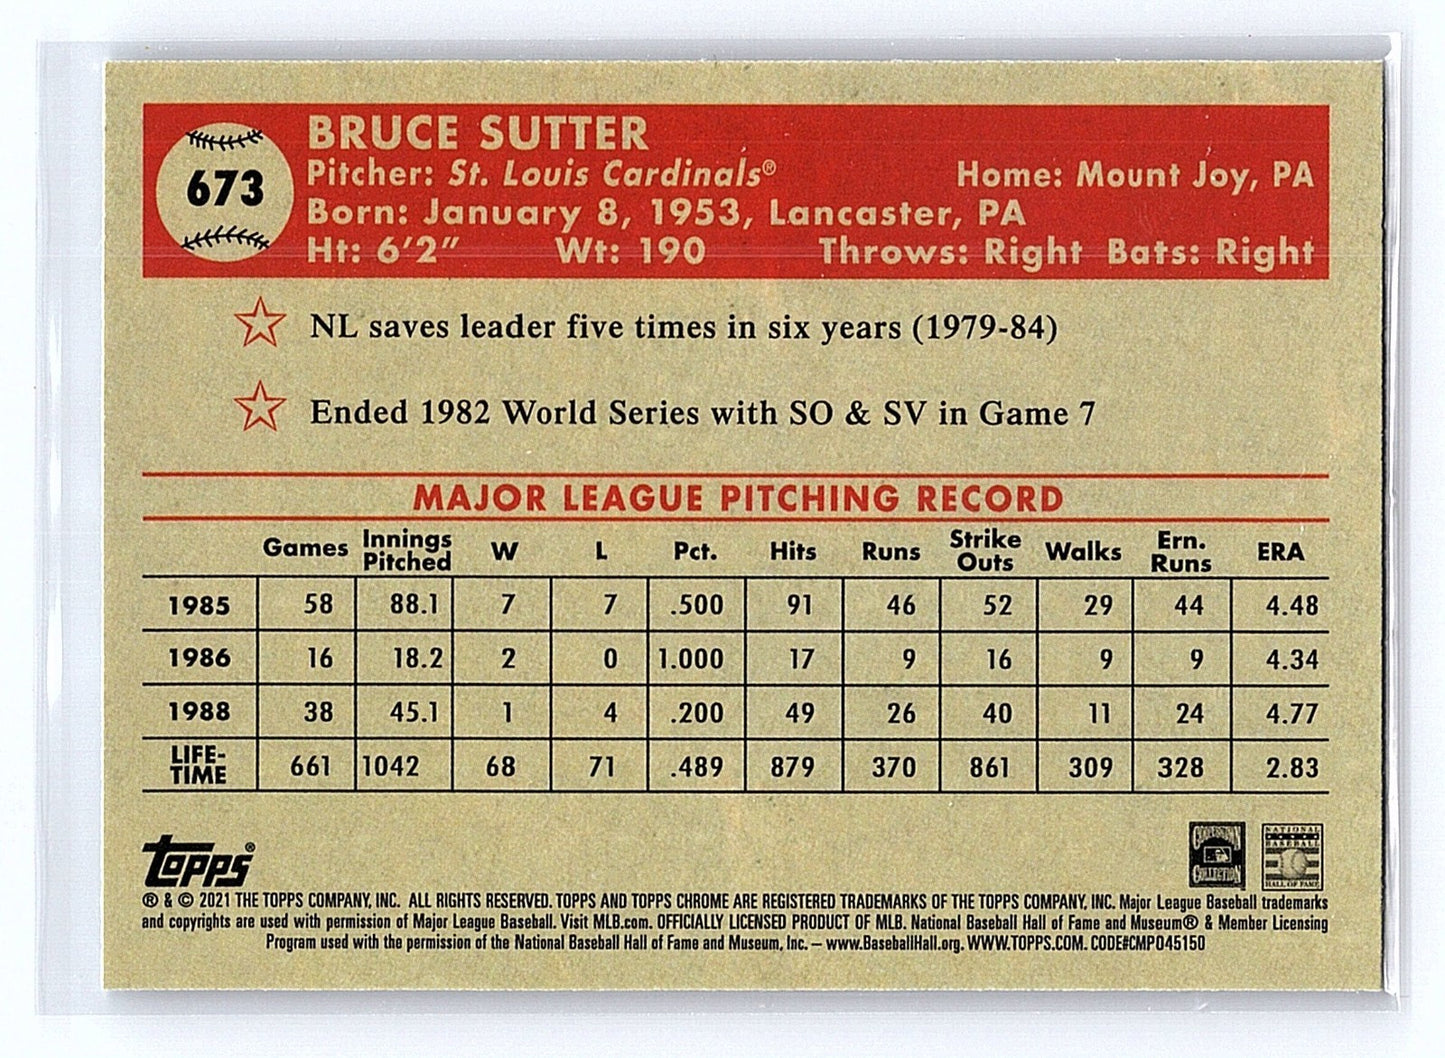 673
BRUCE SUTTER
Pitcher: St. Louis Cardinals® Home: Mount Joy, PA
Born: January 8, 1953, Lancaster, PA
Ht: 6′2″ Wt: 190 Throws: Right Bats: Right
NL saves leader five times in six years (1979-84)
Ended 1982 World Series with SO & SV in Game 7
MAJOR LEAGUE PITCHING RECORD
Games Innings Pitched W L Pct. Hits Runs Strike Outs Walks Ern. Runs ERA
1985 58 88.1 7 7 .500 91 46 52 29 44 4.48
1986 16 18.2 2 0 1.000 17 9 16 9 9 4.34
1988 38 45.1 1 4 .200 49 26 40 11 24 4.77
LIFE-TIME 661 1042 68 71 .489 879 370 861 309 328 2.83
Topps®
COOPERSTOWN COLLECTION
NATIONAL BASEBALL HALL OF FAME
® & © 2021 THE TOPPS COMPANY, INC. ALL RIGHTS RESERVED. TOPPS AND TOPPS CHROME ARE REGISTERED TRADEMARKS OF THE TOPPS COMPANY, INC. Major League Baseball trademarks
and copyrights are used with permission of Major League Baseball. Visit MLB.com. OFFICIALLY LICENSED PRODUCT OF MLB. National Baseball Hall of Fame and Museum® & Member Licensing
Program used with the permission of the National Baseball Hall of Fame and Museum, Inc. – www.BaseballHall.org. WWW.TOPPS.COM. CODE#CMP045150